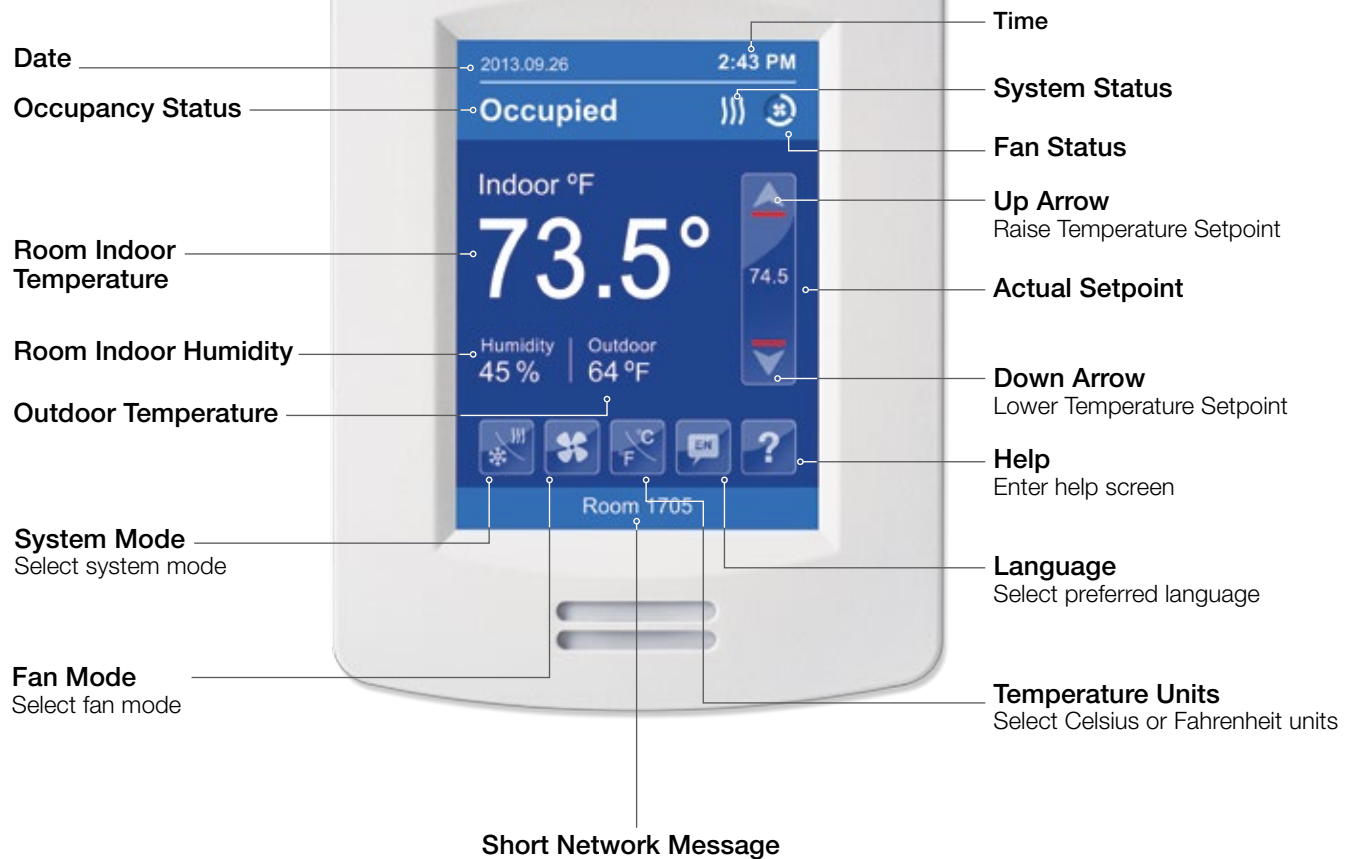 Time
Date
2013.09.26
2:43 PM
System Status
Occupancy Status
Occupied
Fan Status
Indoor ºF
Up Arrow
Raise Temperature Setpoint
Room Indoor
Temperature
73.5°
74.5
Actual Setpoint
Room Indoor Humidity
Humidity
45 %
Outdoor
64 ºF
Down Arrow
Lower Temperature Setpoint
Outdoor Temperature
°C
F
EN
?
Help
Enter help screen
Room 1705
System Mode
Select system mode
Language
Select preferred language
Fan Mode
Select fan mode
Temperature Units
Select Celsius or Fahrenheit units
Short Network Message